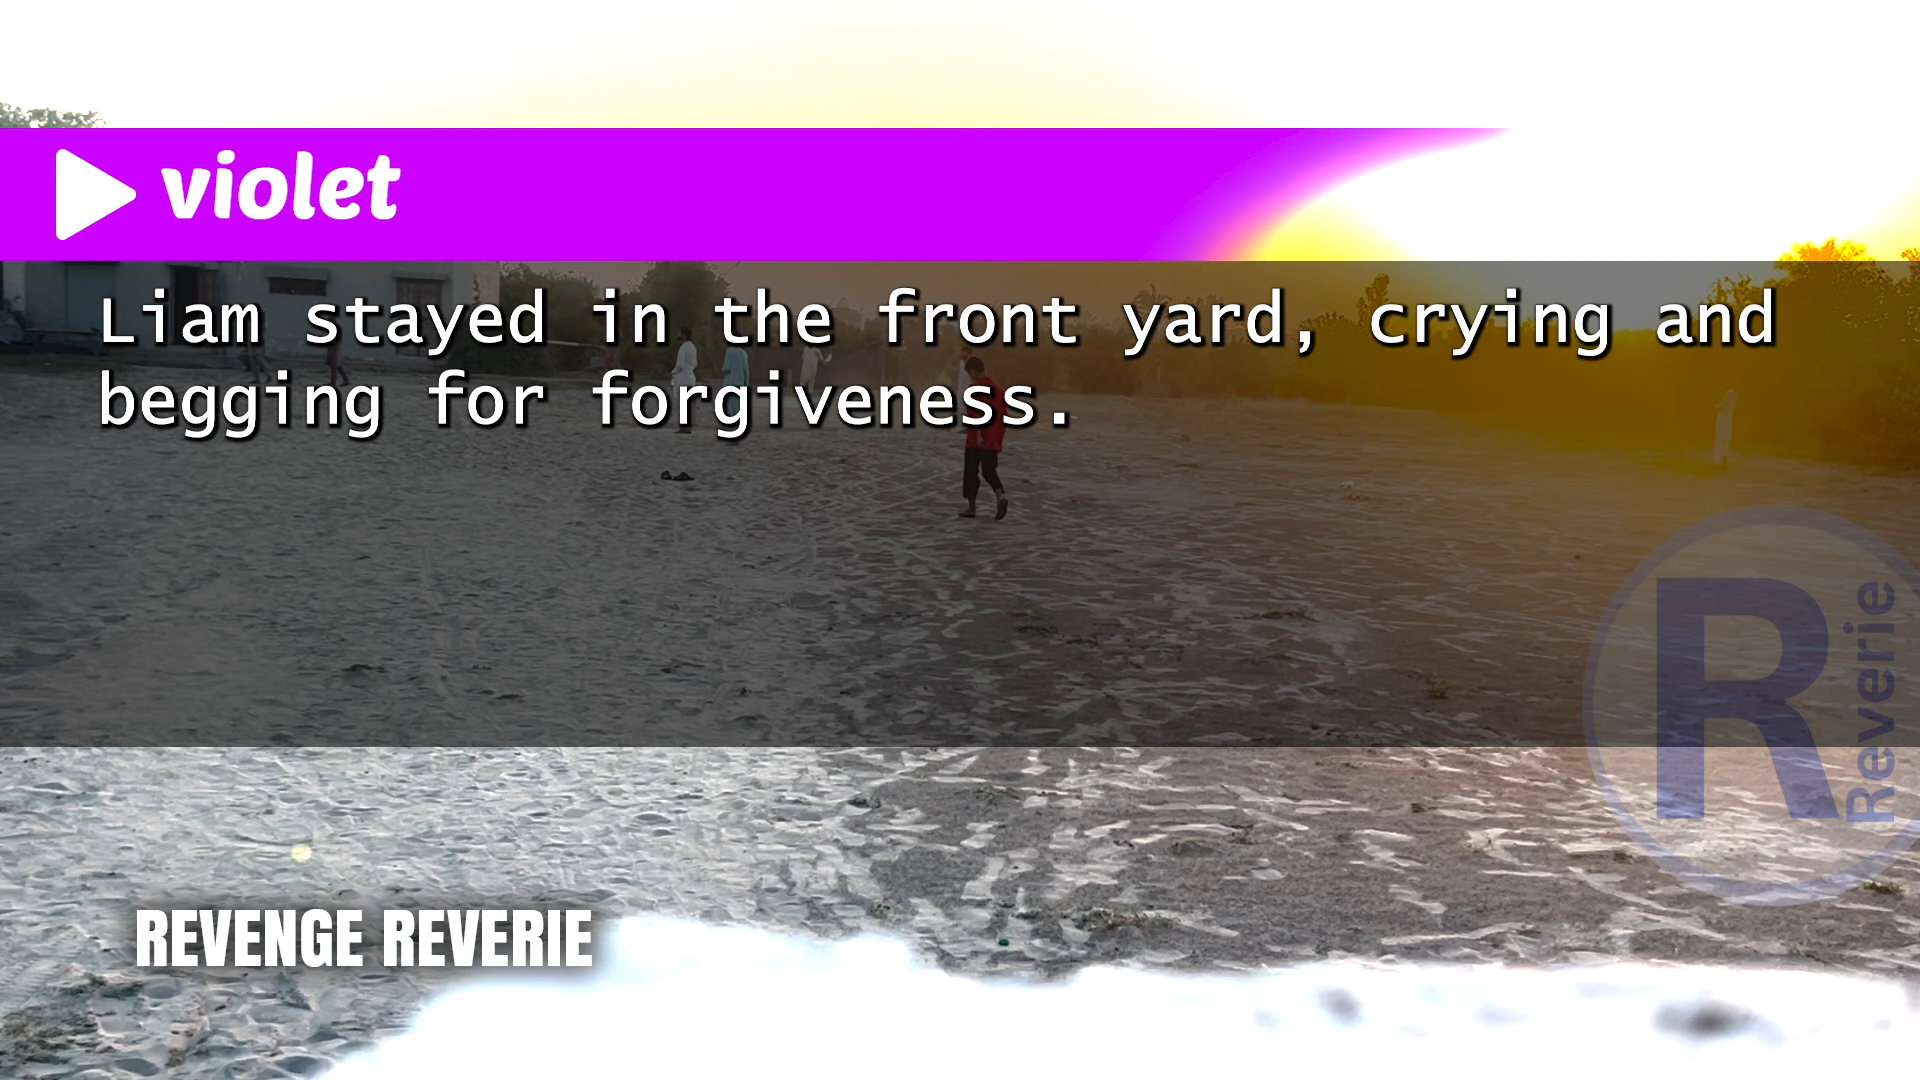 violet
Liam stayed in the front yard, crying and
begging for forgiveness.
R
Reverie
REVENGE REVERIE